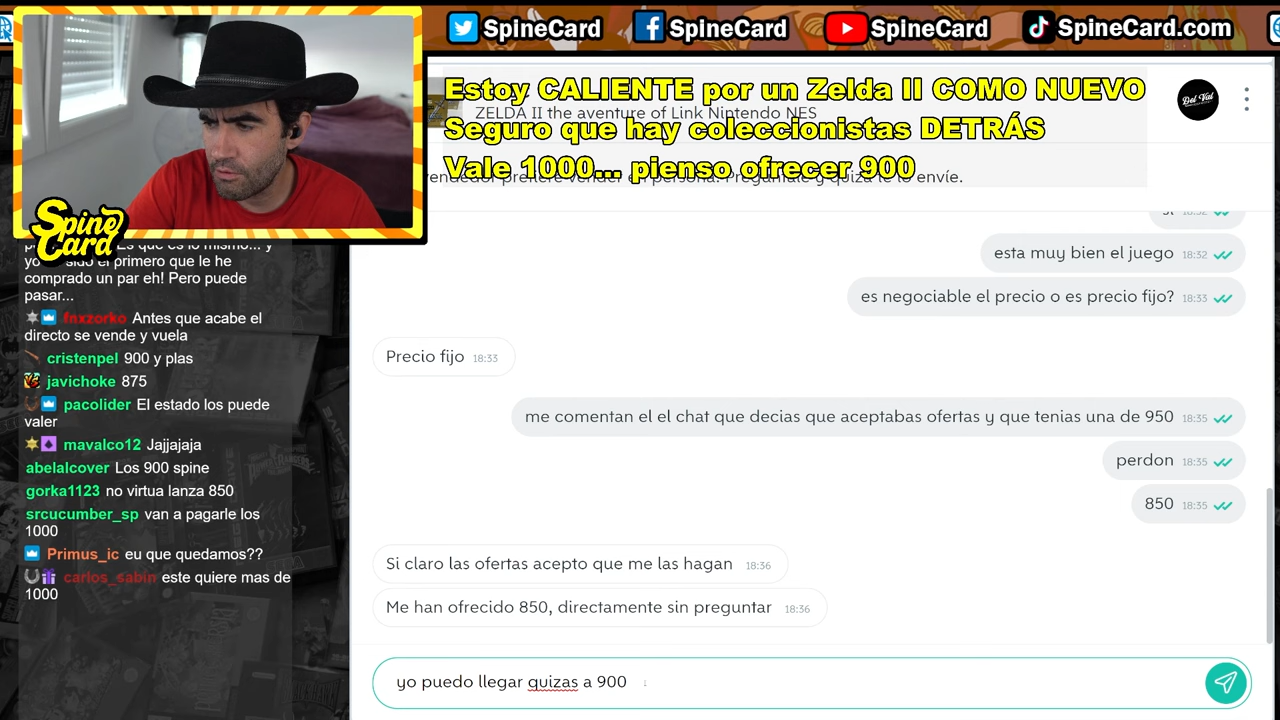 SpineCard
SpineCard
SpineCard
SpineCard.com
Estoy CALIENTE por un Zelda II COMO NUEVO
ZELDA II the aventure of Link Nintendo NES
Seguro que hay coleccionistas DETRÁS
Vale 1000... pienso ofrecer 900
Del Val
Spine
Card
comprado un par eh! Pero puede
pasar...
fnxzorko Antes que acabe el
directo se vende y vuela
cristenpel 900 y plas
javichoke 875
pacolider El estado los puede
valer
mavalco12 Jajjajaja
abelalcover Los 900 spine
gorka1123 no virtua lanza 850
srcucumber_sp van a pagarle los
1000
Primus_ic eu que quedamos??
carlos_sabin este quiere mas de
1000
esta muy bien el juego 18:32
es negociable el precio o es precio fijo? 18:33
Precio fijo 18:33
me comentan el el chat que decias que aceptabas ofertas y que tenias una de 950 18:35
perdon 18:35
850 18:35
Si claro las ofertas acepto que me las hagan 18:36
Me han ofrecido 850, directamente sin preguntar 18:36
yo puedo llegar quizas a 900